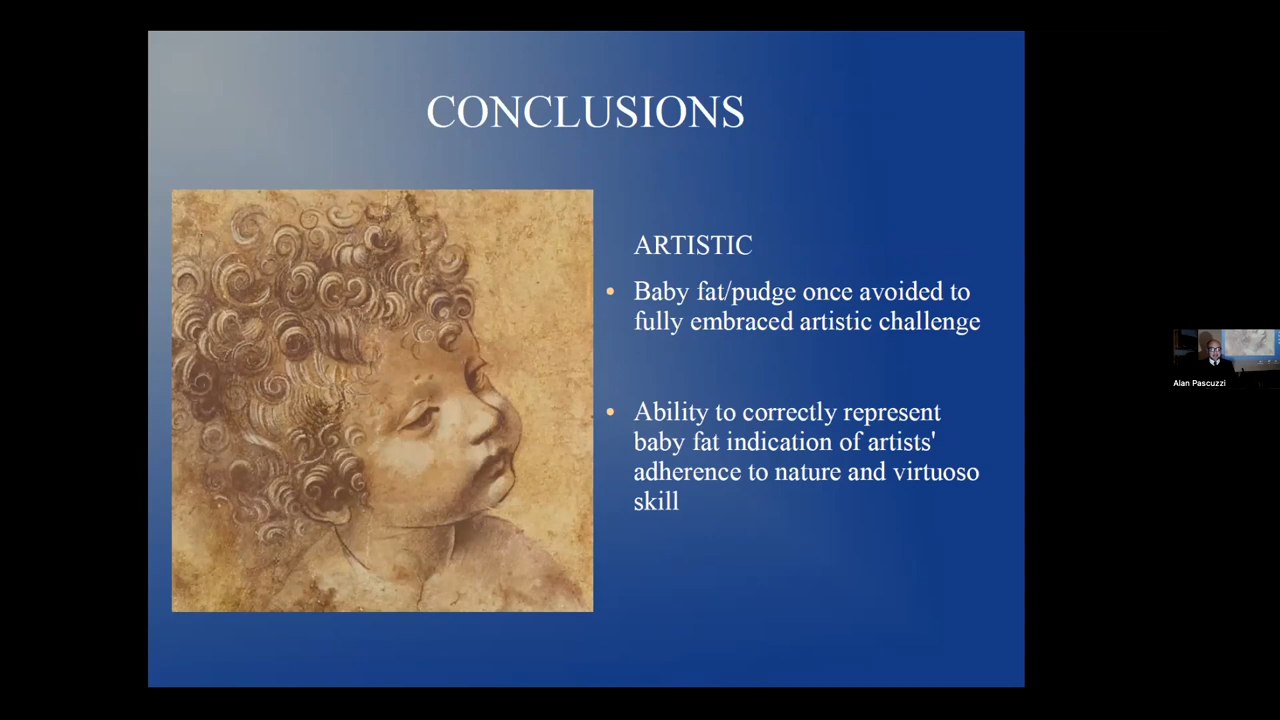 CONCLUSIONS
ARTISTIC
• Baby fat/pudge once avoided to
fully embraced artistic challenge
• Ability to correctly represent
baby fat indication of artists'
adherence to nature and virtuoso
skill
Alan Pascuzzi